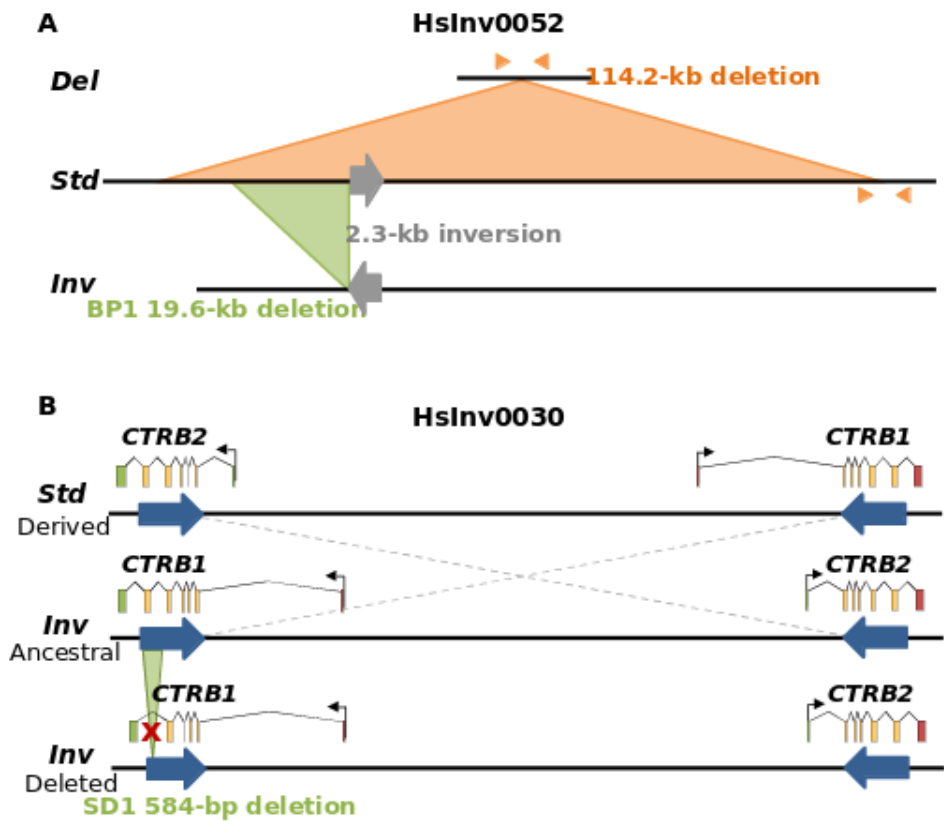 A
HsInv0052
Del
114.2-kb deletion
Std
2.3-kb inversion
Inv
BP1 19.6-kb deletion
B
HsInv0030
CTRB2
CTRB1
Std
Derived
CTRB1
CTRB2
Inv
Ancestral
CTRB1
CTRB2
X
Inv
Deleted
SD1 584-bp deletion